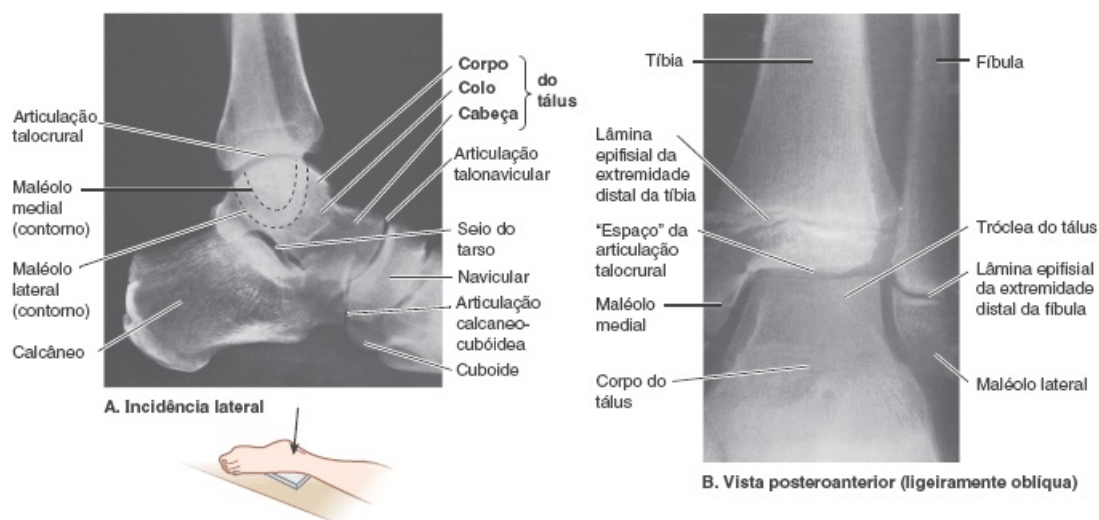 Corpo
Colo
Cabeça
do
tálus
Articulação
talocrural
Articulação
talonavicular
Maléolo
medial
(contorno)
Seio do
tarso
Maléolo
lateral
(contorno)
Navicular
Articulação
calcaneo-
cubóidea
Calcâneo
Cuboide
A. Incidência lateral
Tíbia
Fíbula
Lâmina
epifisial da
extremidade
distal da tíbia
"Espaço" da
articulação
talocrural
Tróclea do tálus
Lâmina epifisial
da extremidade
distal da fíbula
Maléolo
medial
Corpo do
tálus
Maléolo lateral
B. Vista posteroanterior (ligeiramente oblíqua)